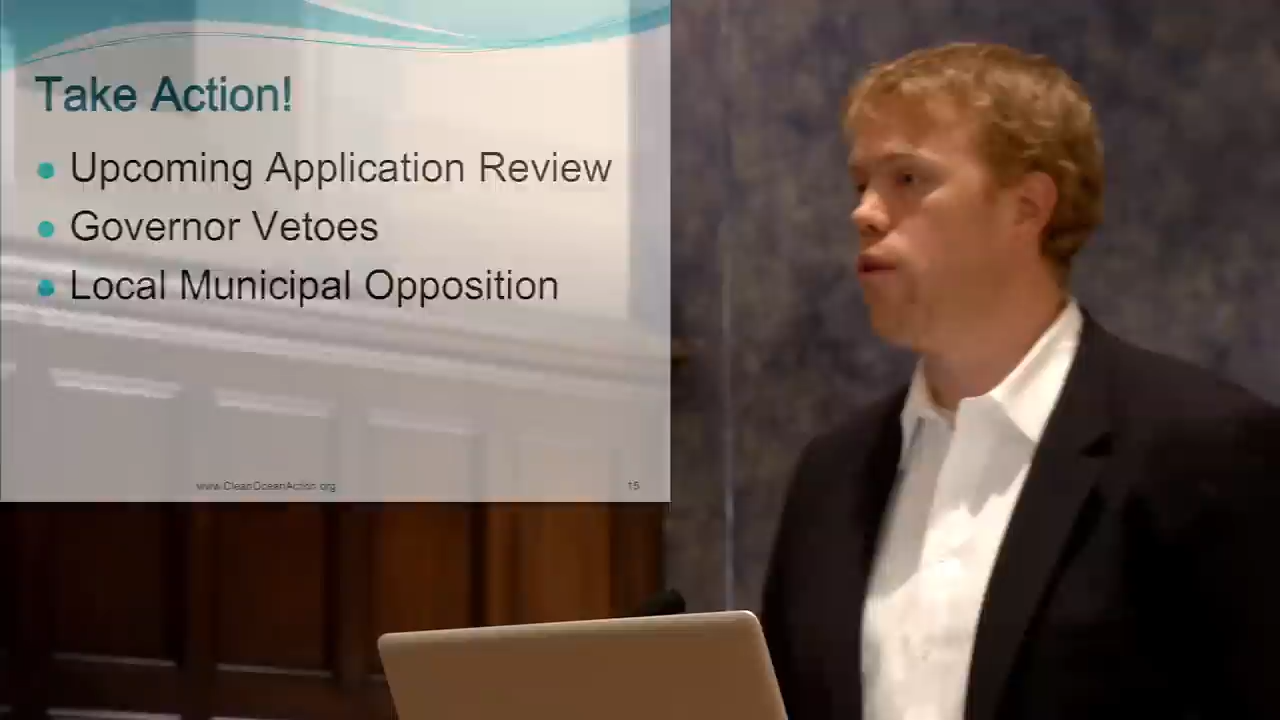 Take Action!
• Upcoming Application Review
• Governor Vetoes
• Local Municipal Opposition
www.CleanOceanAction.org
15